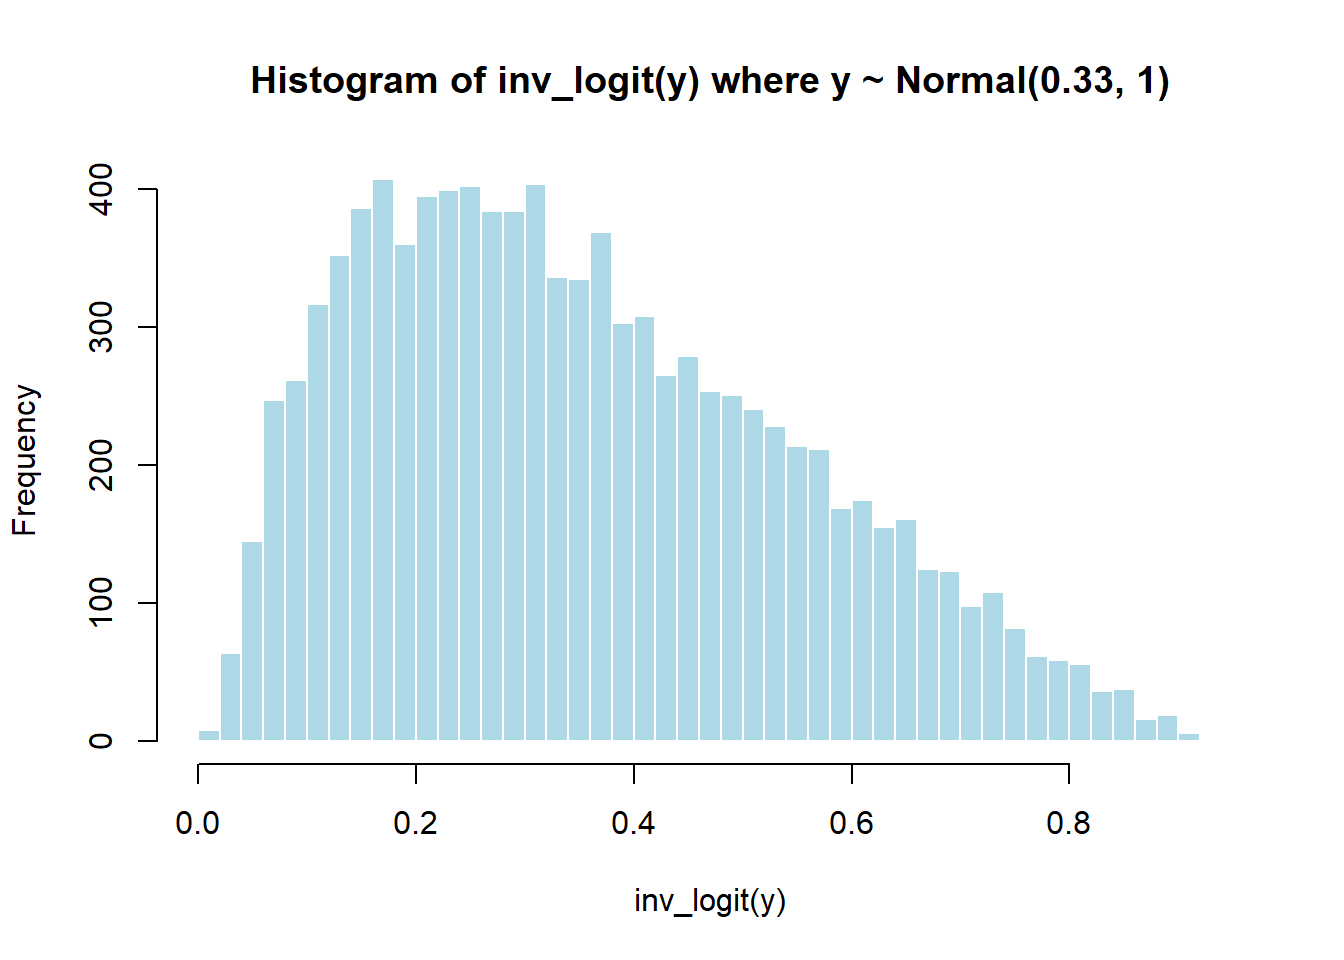 Histogram of inv_logit(y) where y ~ Normal(0.33, 1)
Frequency
400
300
200
100
0
0.0 0.2 0.4 0.6 0.8
inv_logit(y)